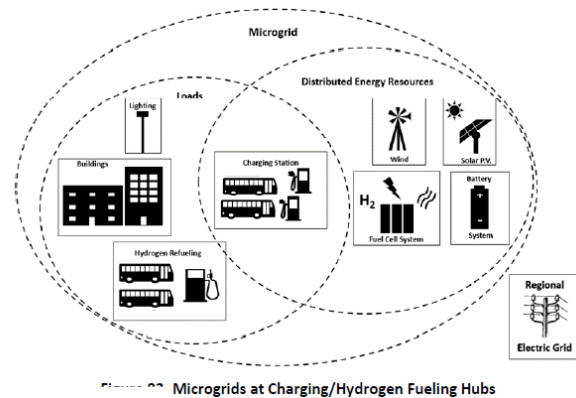 Microgrid
Distributed Energy Resources
Loads
Lighting
Wind
Solar P.V.
Buildings
Charging Station
H2
Fuel Cell System
Battery
System
Hydrogen Refueling
Regional
Electric Grid
Microgrids at Charging/Hydrogen Fueling Hubs